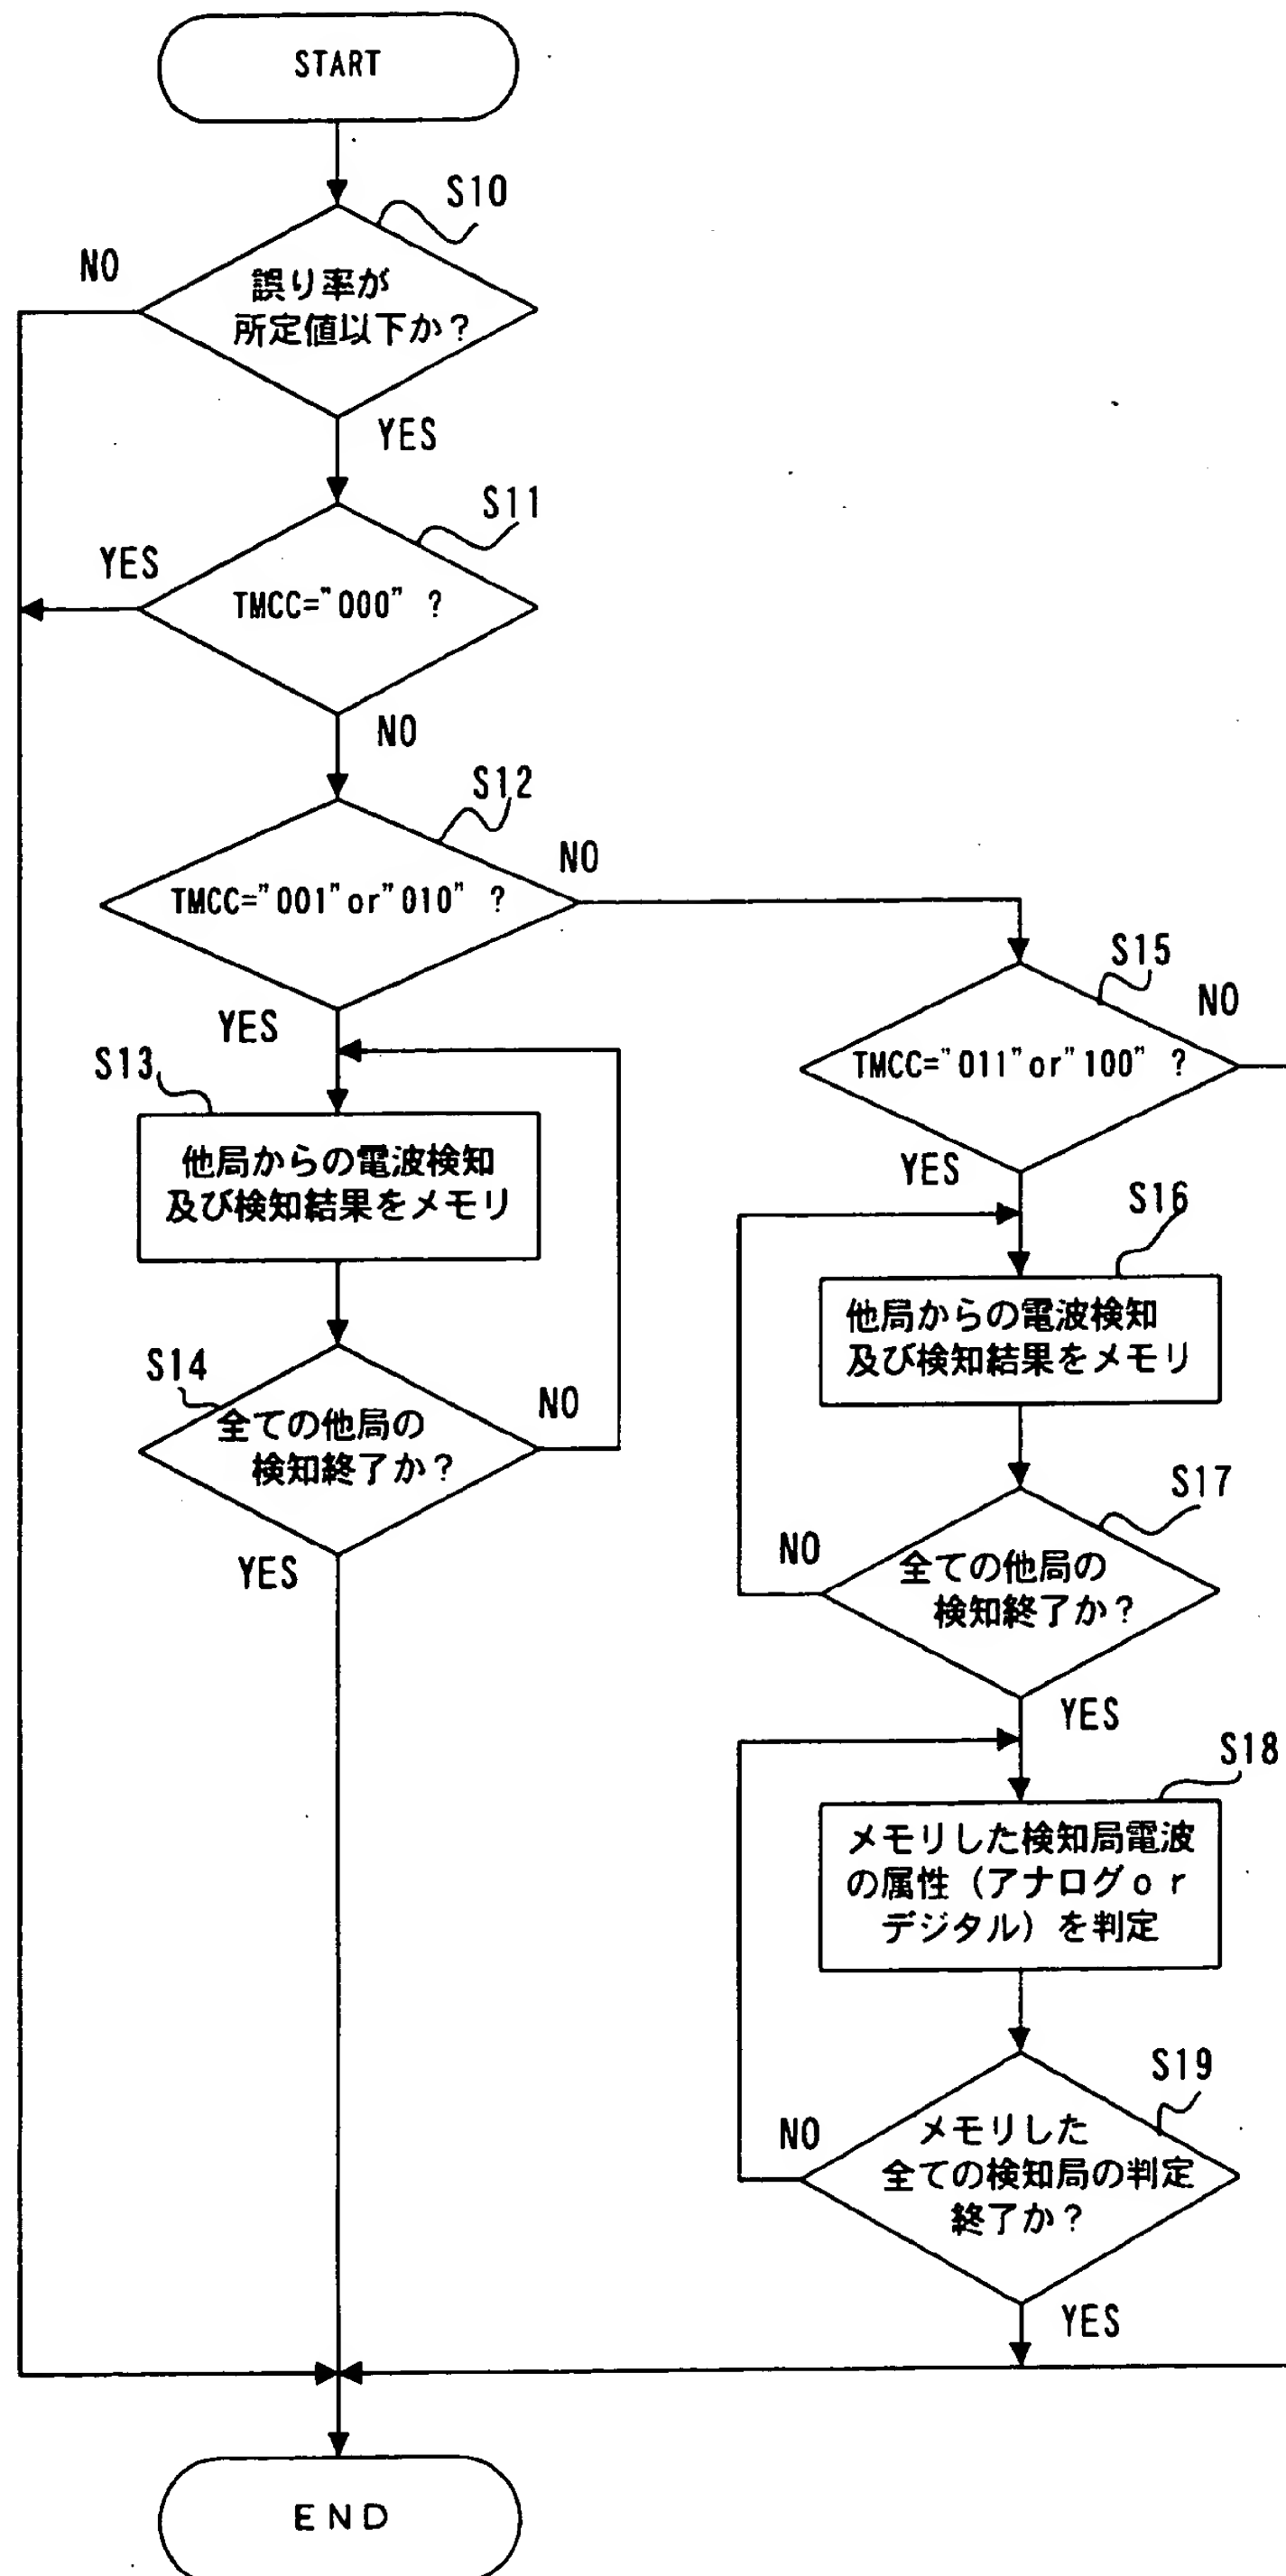 START
S10
NO
誤り率が
所定値以下か？
YES
S11
YES
TMCC="000" ?
NO
S12
NO
TMCC="001"or"010" ?
YES
S13
他局からの電波検知
及び検知結果をメモリ
S14
全ての他局の
検知終了か？
NO
YES
S15
NO
TMCC="011"or"100" ?
YES
S16
他局からの電波検知
及び検知結果をメモリ
S17
NO
全ての他局の
検知終了か？
YES
S18
メモリした検知局電波
の属性（アナログｏｒ
デジタル）を判定
S19
NO
メモリした
全ての検知局の判定
終了か？
YES
ＥＮＤ